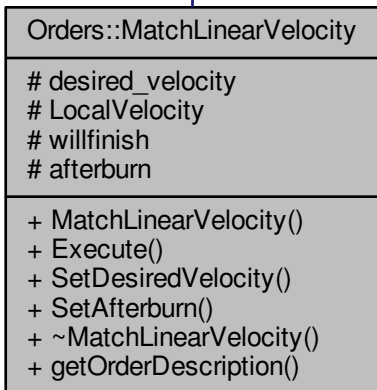 Orders::MatchLinearVelocity
# desired_velocity
# LocalVelocity
# willfinish
# afterburn
+ MatchLinearVelocity()
+ Execute()
+ SetDesiredVelocity()
+ SetAfterburn()
+ ~MatchLinearVelocity()
+ getOrderDescription()